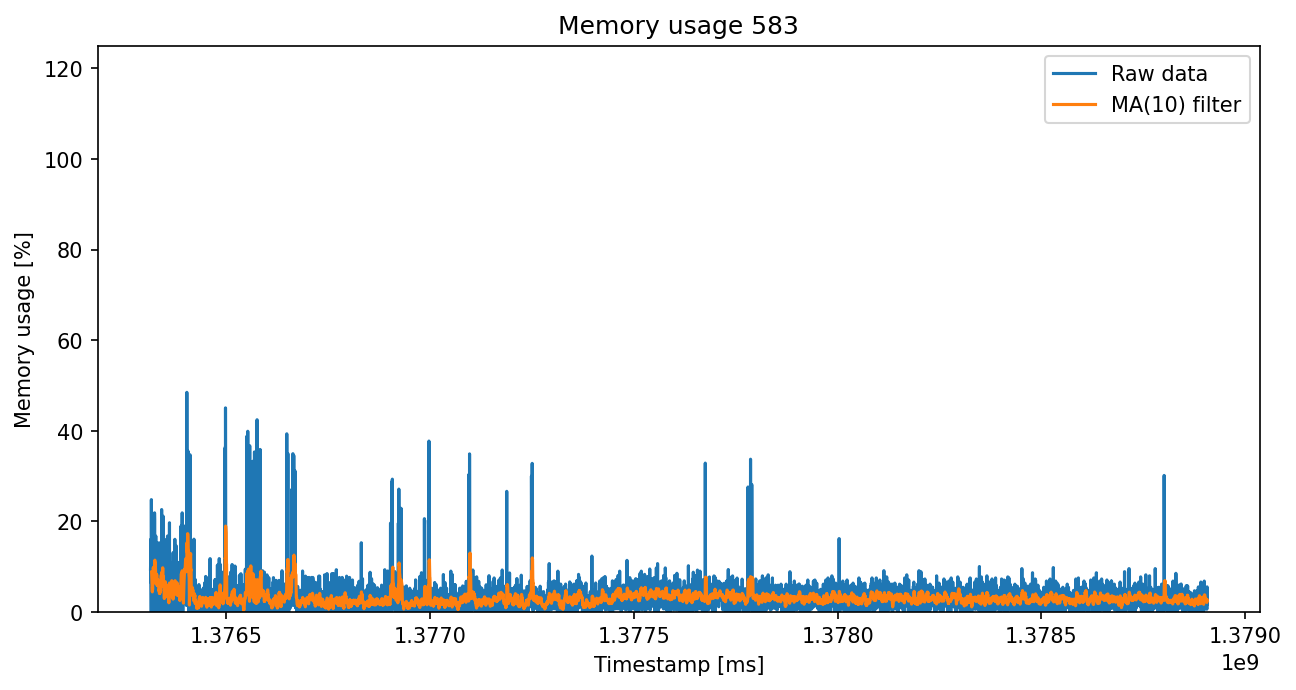 Memory usage 583
Raw data
MA(10) filter
Memory usage [%]
120
100
80
60
40
20
0
1.3765 1.3770 1.3775 1.3780 1.3785 1.3790
1e9
Timestamp [ms]